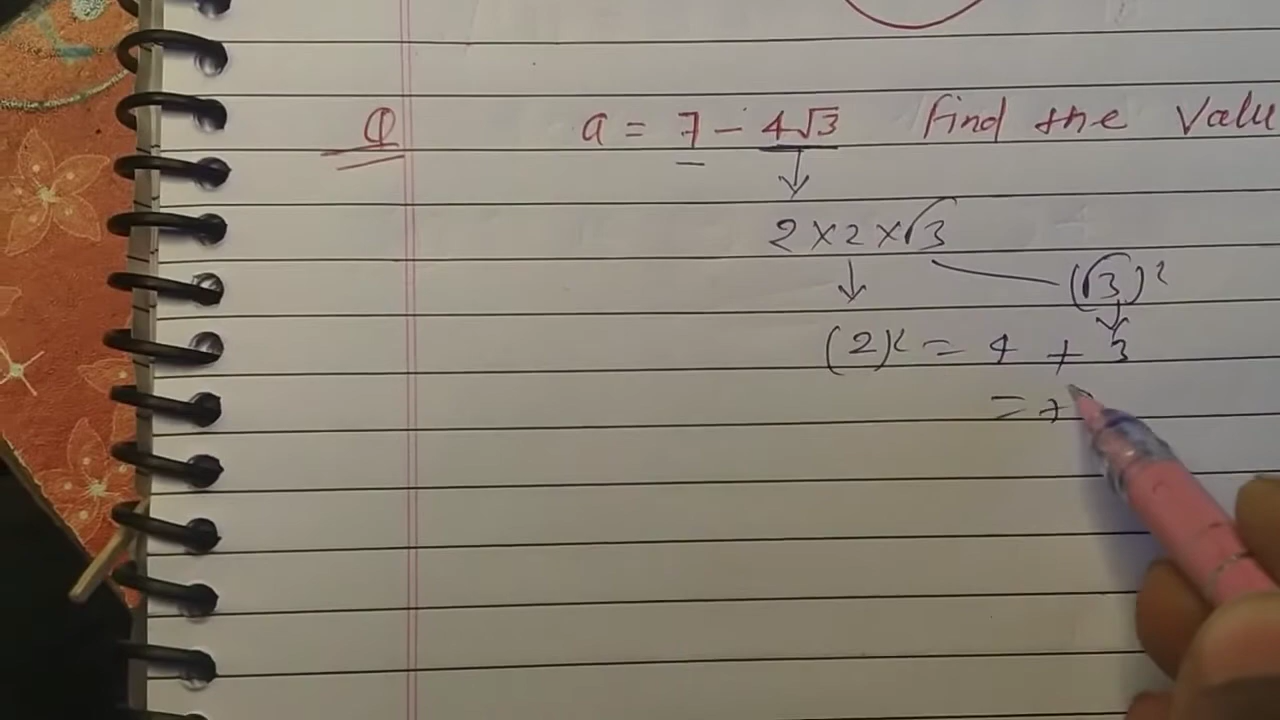 Q a = 7 - 4√3 find the Valu
2 × 2 × √3
(√3)²
(2)² = 4 + 3
= 7